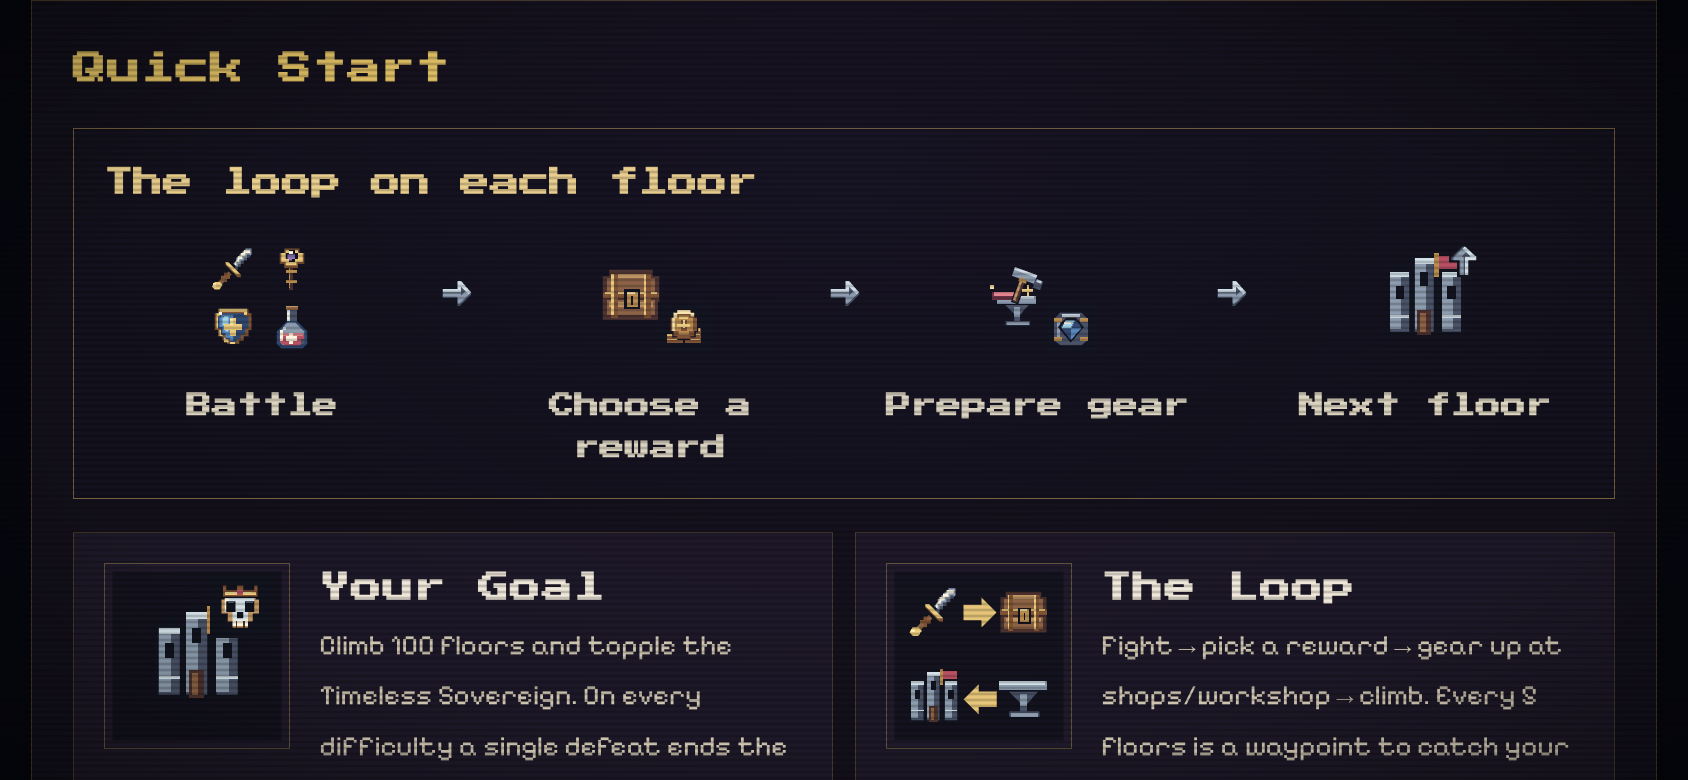 Quick Start
The loop on each floor
Battle
Choose a
reward
Prepare gear
Next floor
Your Goal
Climb 100 floors and topple the
Timeless Sovereign. On every
difficulty a single defeat ends the
The Loop
Fight → pick a reward → gear up at
shops/workshop → climb. Every
floors is a waypoint to catch your